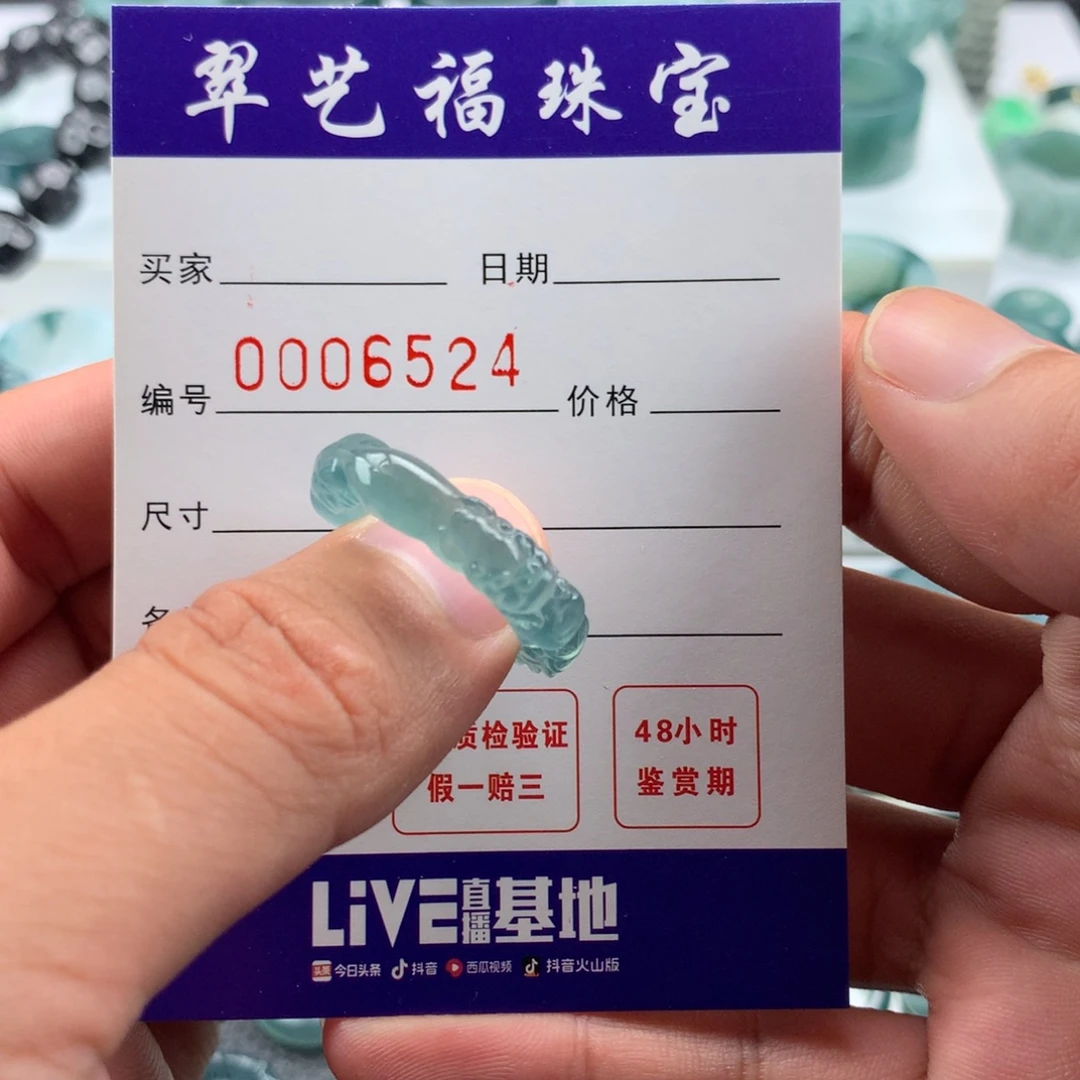 翠艺福珠宝
买家 日期
0006524
编号 价格
尺寸
质检验证
假一赔三
48小时
鉴赏期
LiVE直播基地
头条 今日头条 抖音 西瓜视频 抖音火山版